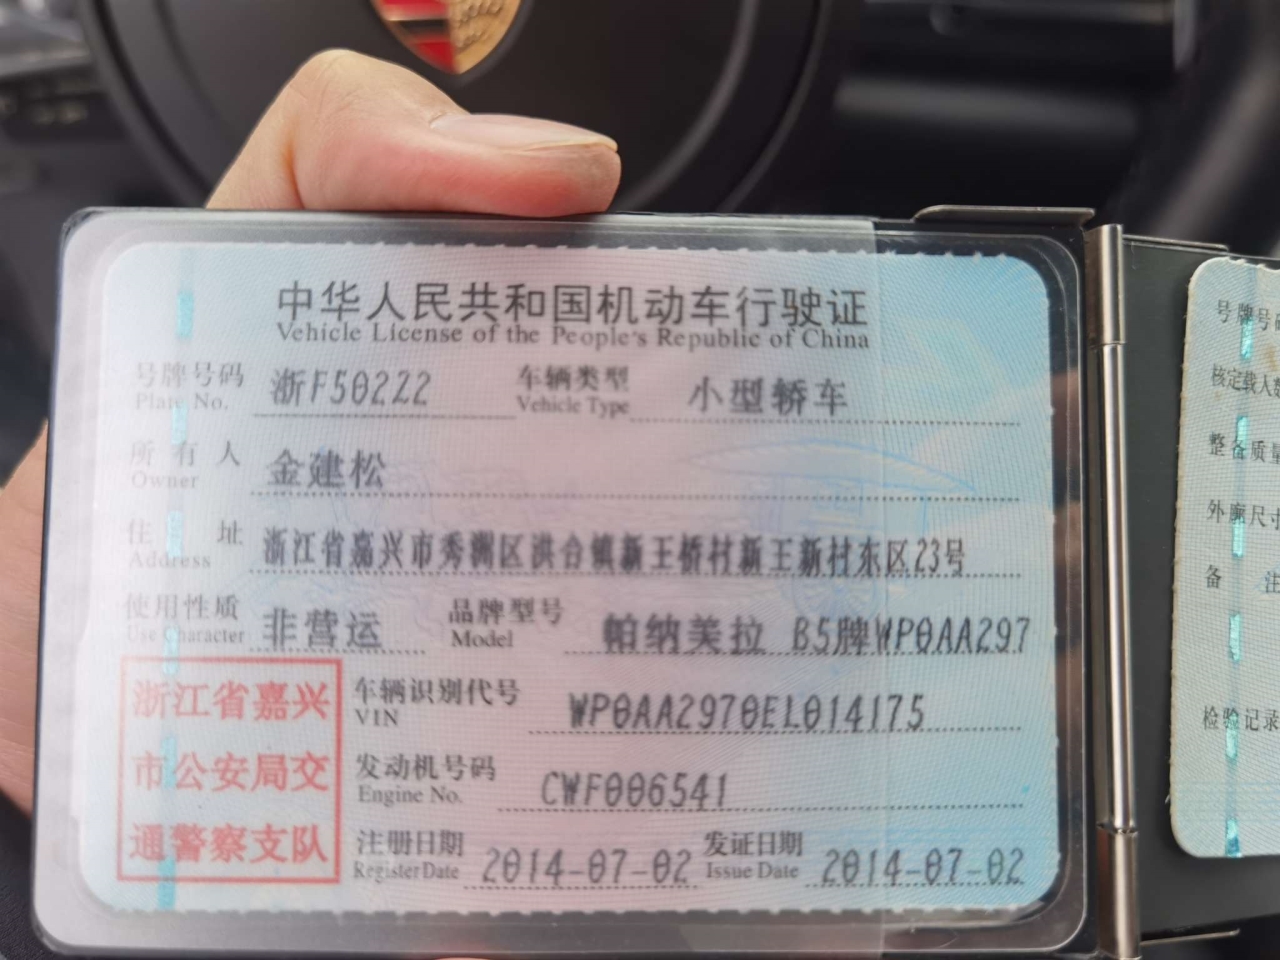 中华人民共和国机动车行驶证
Vehicle License of the People's Republic of China
号牌号码 浙F50222 车辆类型 小型轿车
Plate No. Vehicle Type
所有人 金建松
Owner
住址 浙江省嘉兴市秀洲区洪合镇新王桥村新王新村东区23号
Address
使用性质 非营运 品牌型号 帕纳美拉 B5牌WP0AA297
Use Character Model
浙江省嘉兴
市公安局交
通警察支队
车辆识别代号 WP0AA2970EL014175
VIN
发动机号码 CWF006541
Engine No.
注册日期 2014-07-02 发证日期 2014-07-02
Register Date Issue Date
号牌号码
核定载人
整备质量
外廓尺寸
备注
检验记录